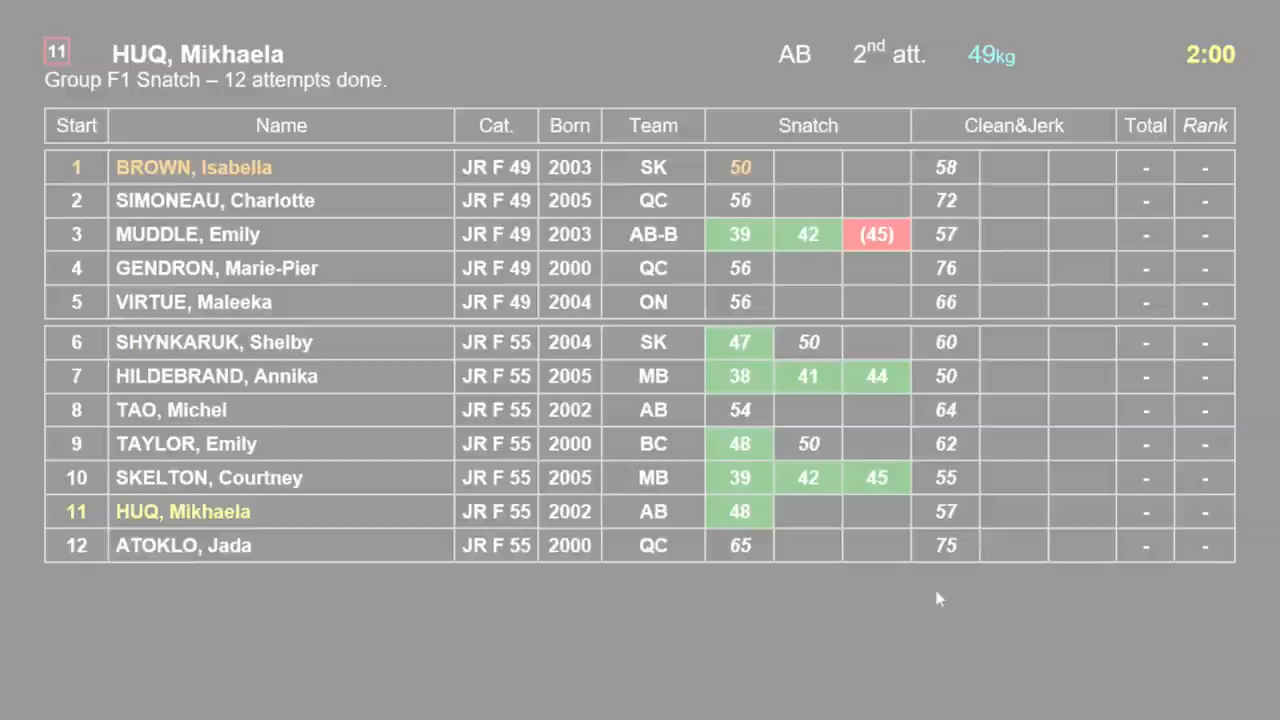 11 HUQ, Mikhaela AB 2nd att. 49kg 2:00
Group F1 Snatch – 12 attempts done.
Start Name Cat. Born Team Snatch Clean&Jerk Total Rank
1 BROWN, Isabella JR F 49 2003 SK 50 58 - -
2 SIMONEAU, Charlotte JR F 49 2005 QC 56 72 - -
3 MUDDLE, Emily JR F 49 2003 AB-B 39 42 (45) 57 - -
4 GENDRON, Marie-Pier JR F 49 2000 QC 56 76 - -
5 VIRTUE, Maleeka JR F 49 2004 ON 56 66 - -
6 SHYNKARUK, Shelby JR F 55 2004 SK 47 50 60 - -
7 HILDEBRAND, Annika JR F 55 2005 MB 38 41 44 50 - -
8 TAO, Michel JR F 55 2002 AB 54 64 - -
9 TAYLOR, Emily JR F 55 2000 BC 48 50 62 - -
10 SKELTON, Courtney JR F 55 2005 MB 39 42 45 55 - -
11 HUQ, Mikhaela JR F 55 2002 AB 48 57 - -
12 ATOKLO, Jada JR F 55 2000 QC 65 75 - -